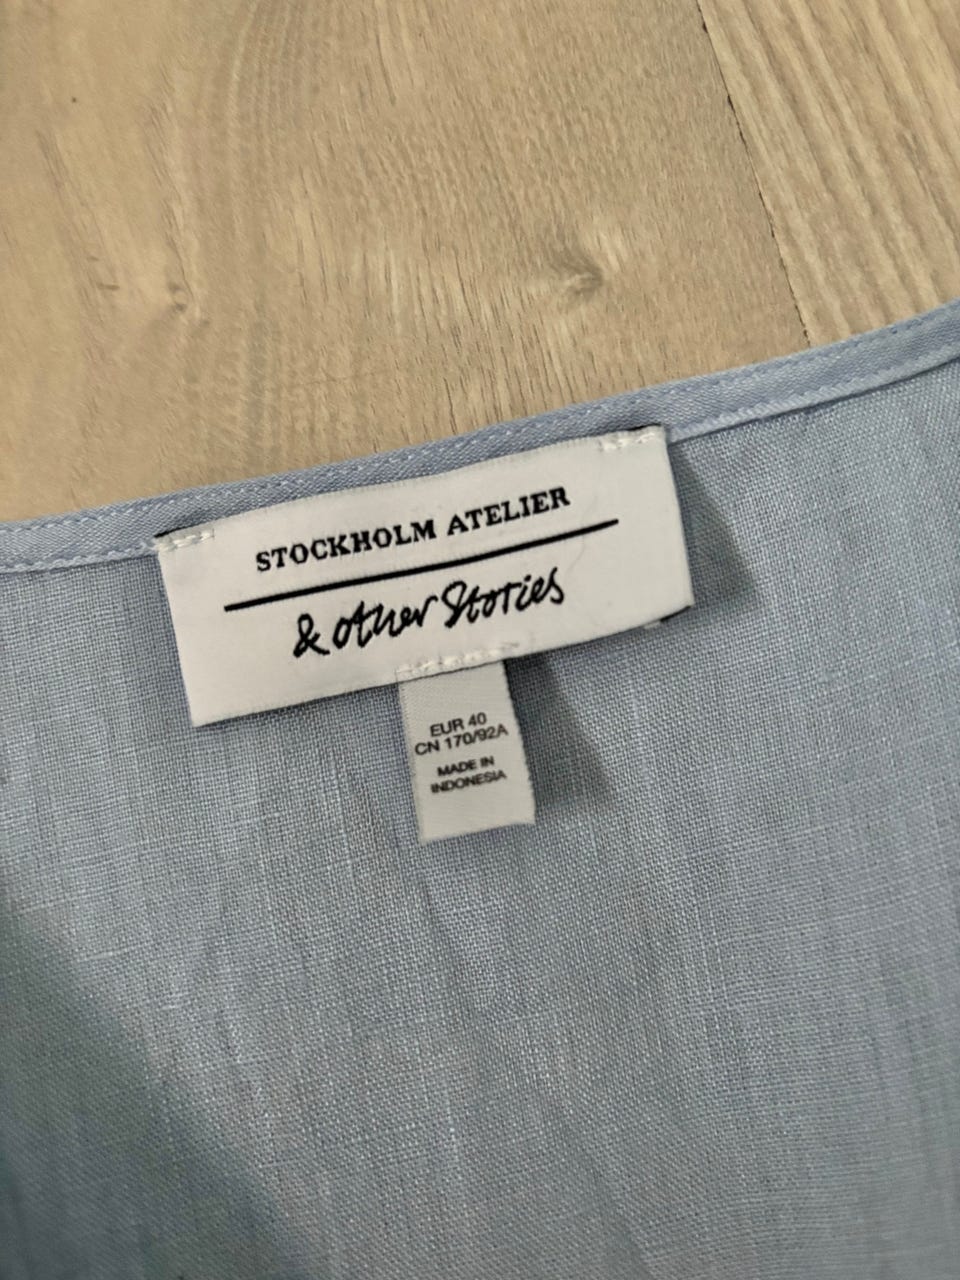 STOCKHOLM ATELIER
& other Stories
EUR 40
CN 170/92A
MADE IN
INDONESIA